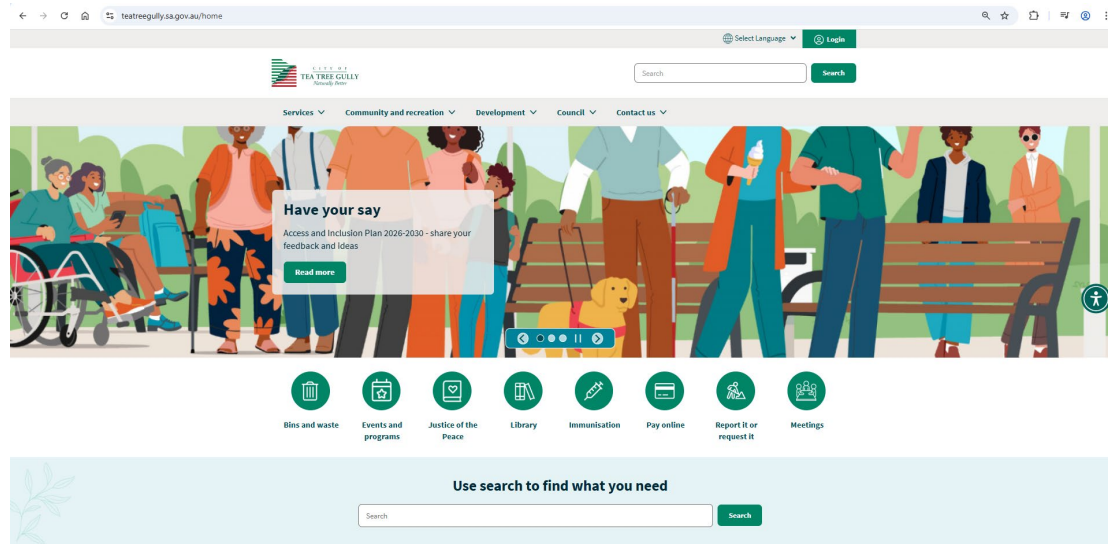 teatreegully.sa.gov.au/home
Select Language
Login
CITY OF
TEA TREE GULLY
Naturally Better
Search
Search
Services
Community and recreation
Development
Council
Contact us
Have your say
Access and Inclusion Plan 2026-2030 - share your
feedback and ideas
Read more
Bins and waste
Events and
programs
Justice of the
Peace
Library
Immunisation
Pay online
Report it or
request it
Meetings
Use search to find what you need
Search
Search